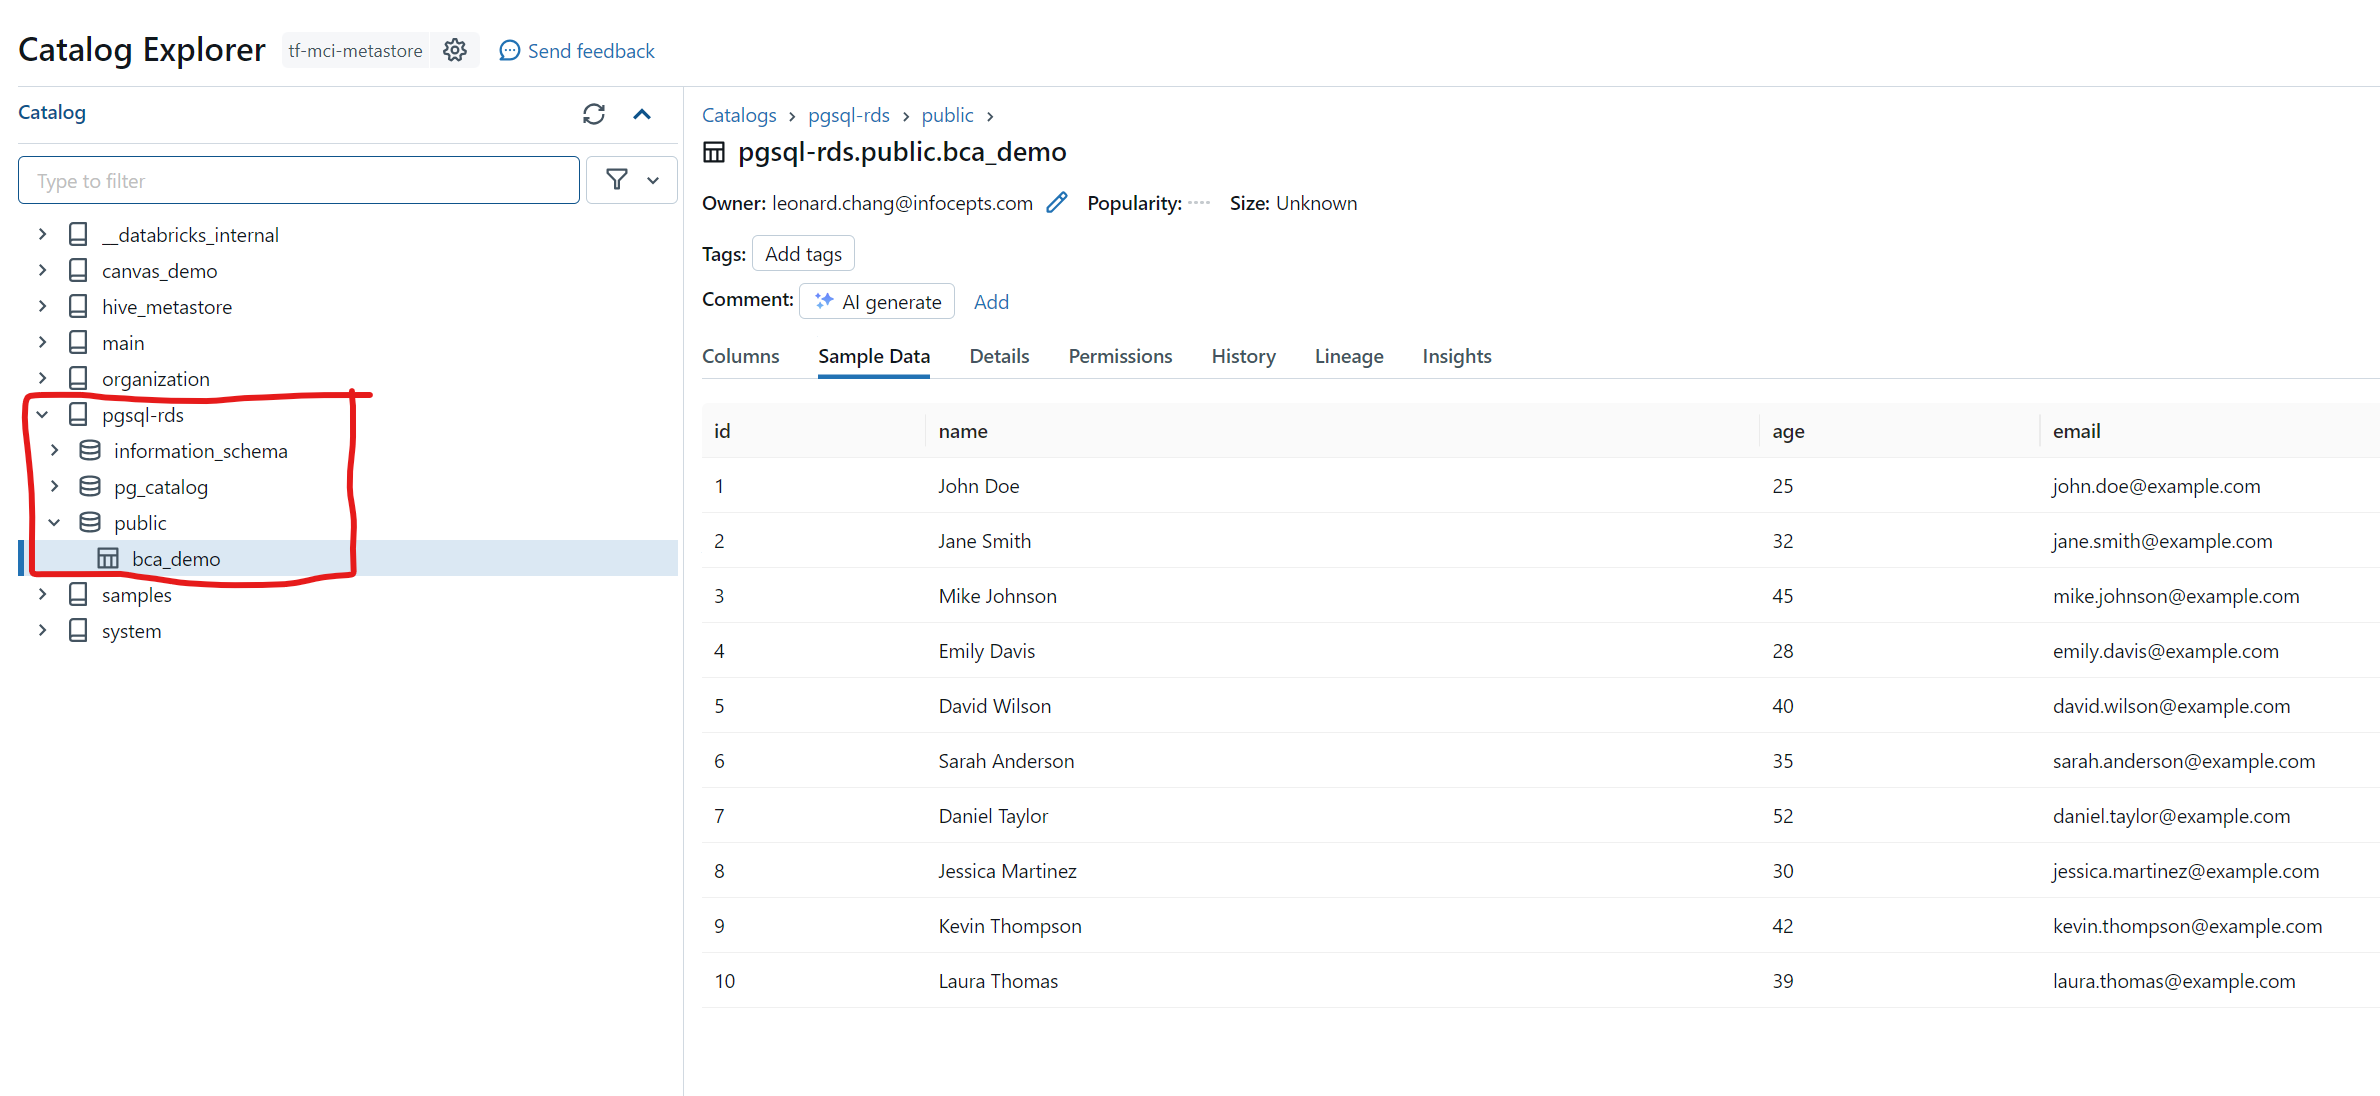 Catalog Explorer tf-mci-metastore Send feedback
Catalog
Type to filter
__databricks_internal
canvas_demo
hive_metastore
main
organization
pgsql-rds
information_schema
pg_catalog
public
bca_demo
samples
system
Catalogs > pgsql-rds > public >
pgsql-rds.public.bca_demo
Owner: leonard.chang@infocepts.com Popularity: Size: Unknown
Tags: Add tags
Comment: AI generate Add
Columns Sample Data Details Permissions History Lineage Insights
id name age email
1 John Doe 25 john.doe@example.com
2 Jane Smith 32 jane.smith@example.com
3 Mike Johnson 45 mike.johnson@example.com
4 Emily Davis 28 emily.davis@example.com
5 David Wilson 40 david.wilson@example.com
6 Sarah Anderson 35 sarah.anderson@example.com
7 Daniel Taylor 52 daniel.taylor@example.com
8 Jessica Martinez 30 jessica.martinez@example.com
9 Kevin Thompson 42 kevin.thompson@example.com
10 Laura Thomas 39 laura.thomas@example.com